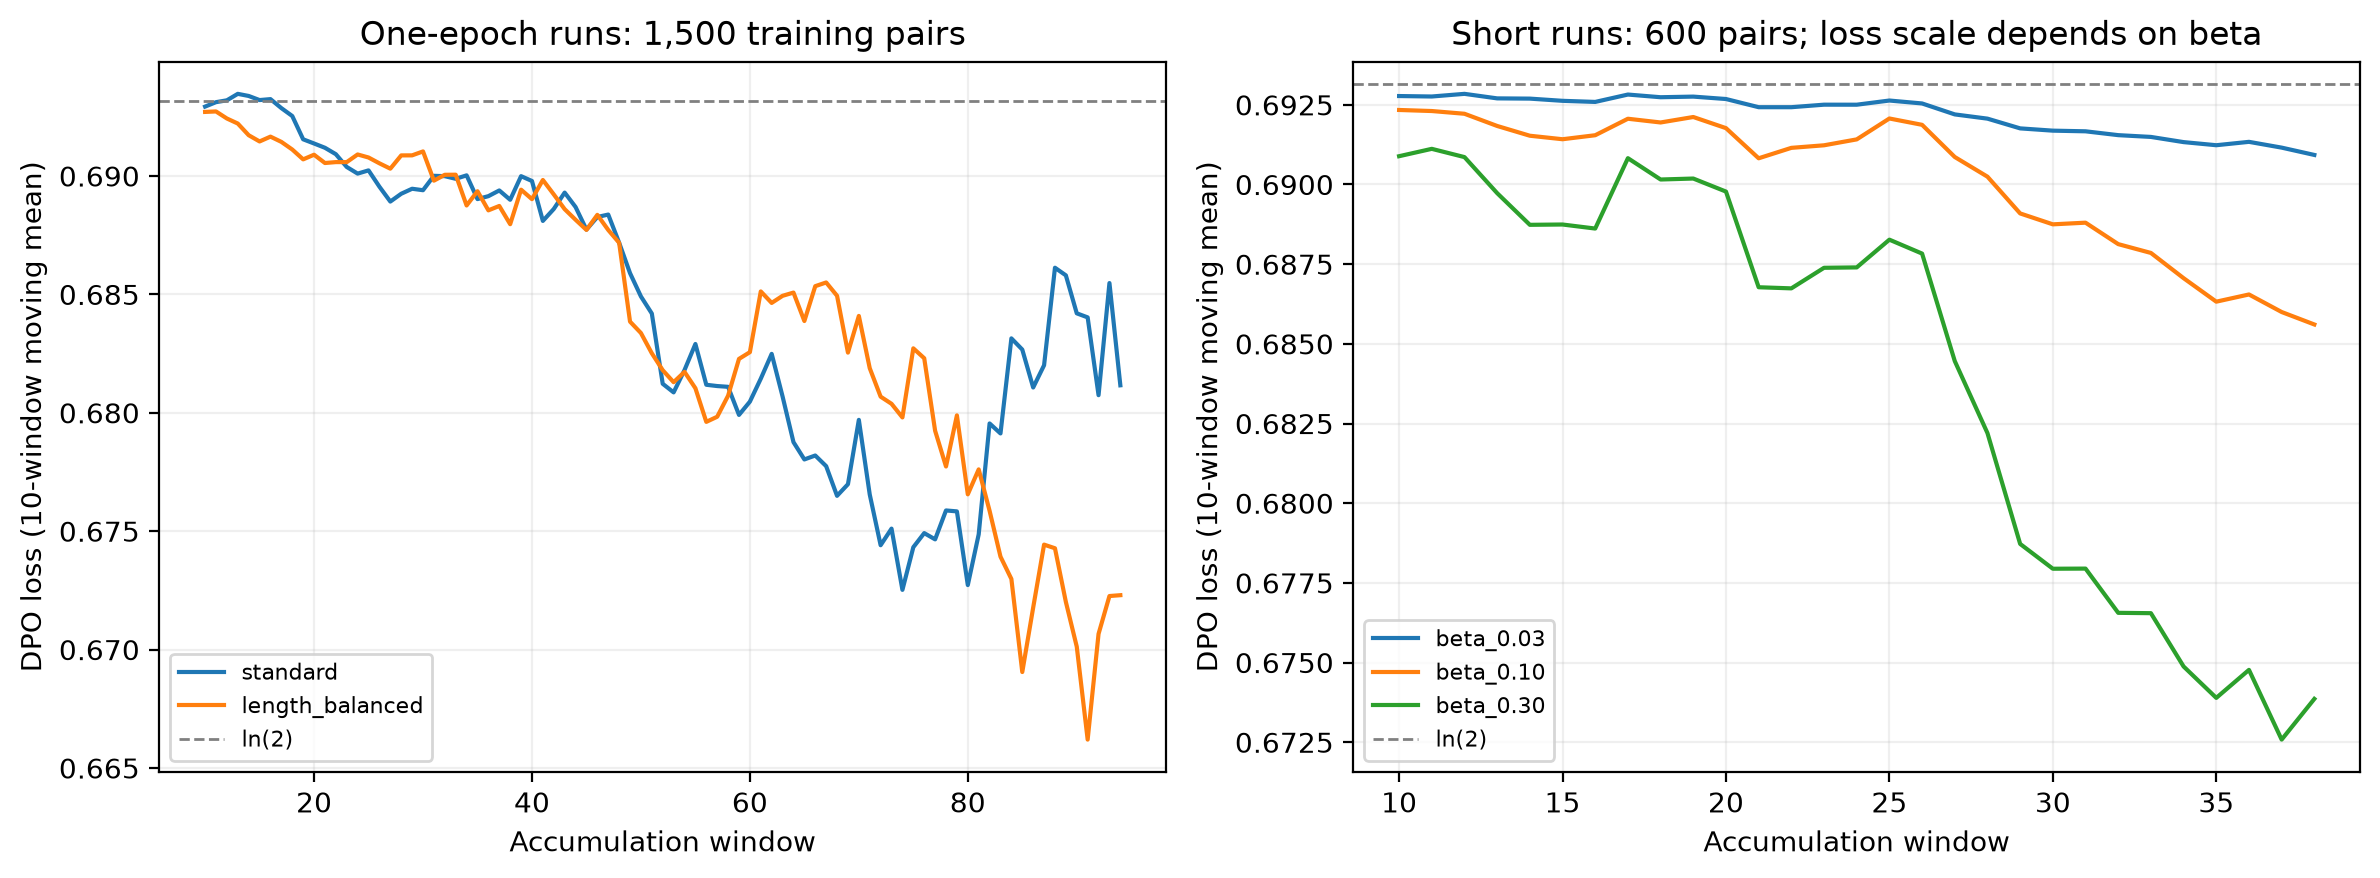 One-epoch runs: 1,500 training pairs
DPO loss (10-window moving mean)
0.690
0.685
0.680
0.675
0.670
0.665
standard
length_balanced
ln(2)
20 40 60 80
Accumulation window
Short runs: 600 pairs; loss scale depends on beta
DPO loss (10-window moving mean)
0.6925
0.6900
0.6875
0.6850
0.6825
0.6800
0.6775
0.6750
0.6725
beta_0.03
beta_0.10
beta_0.30
ln(2)
10 15 20 25 30 35
Accumulation window